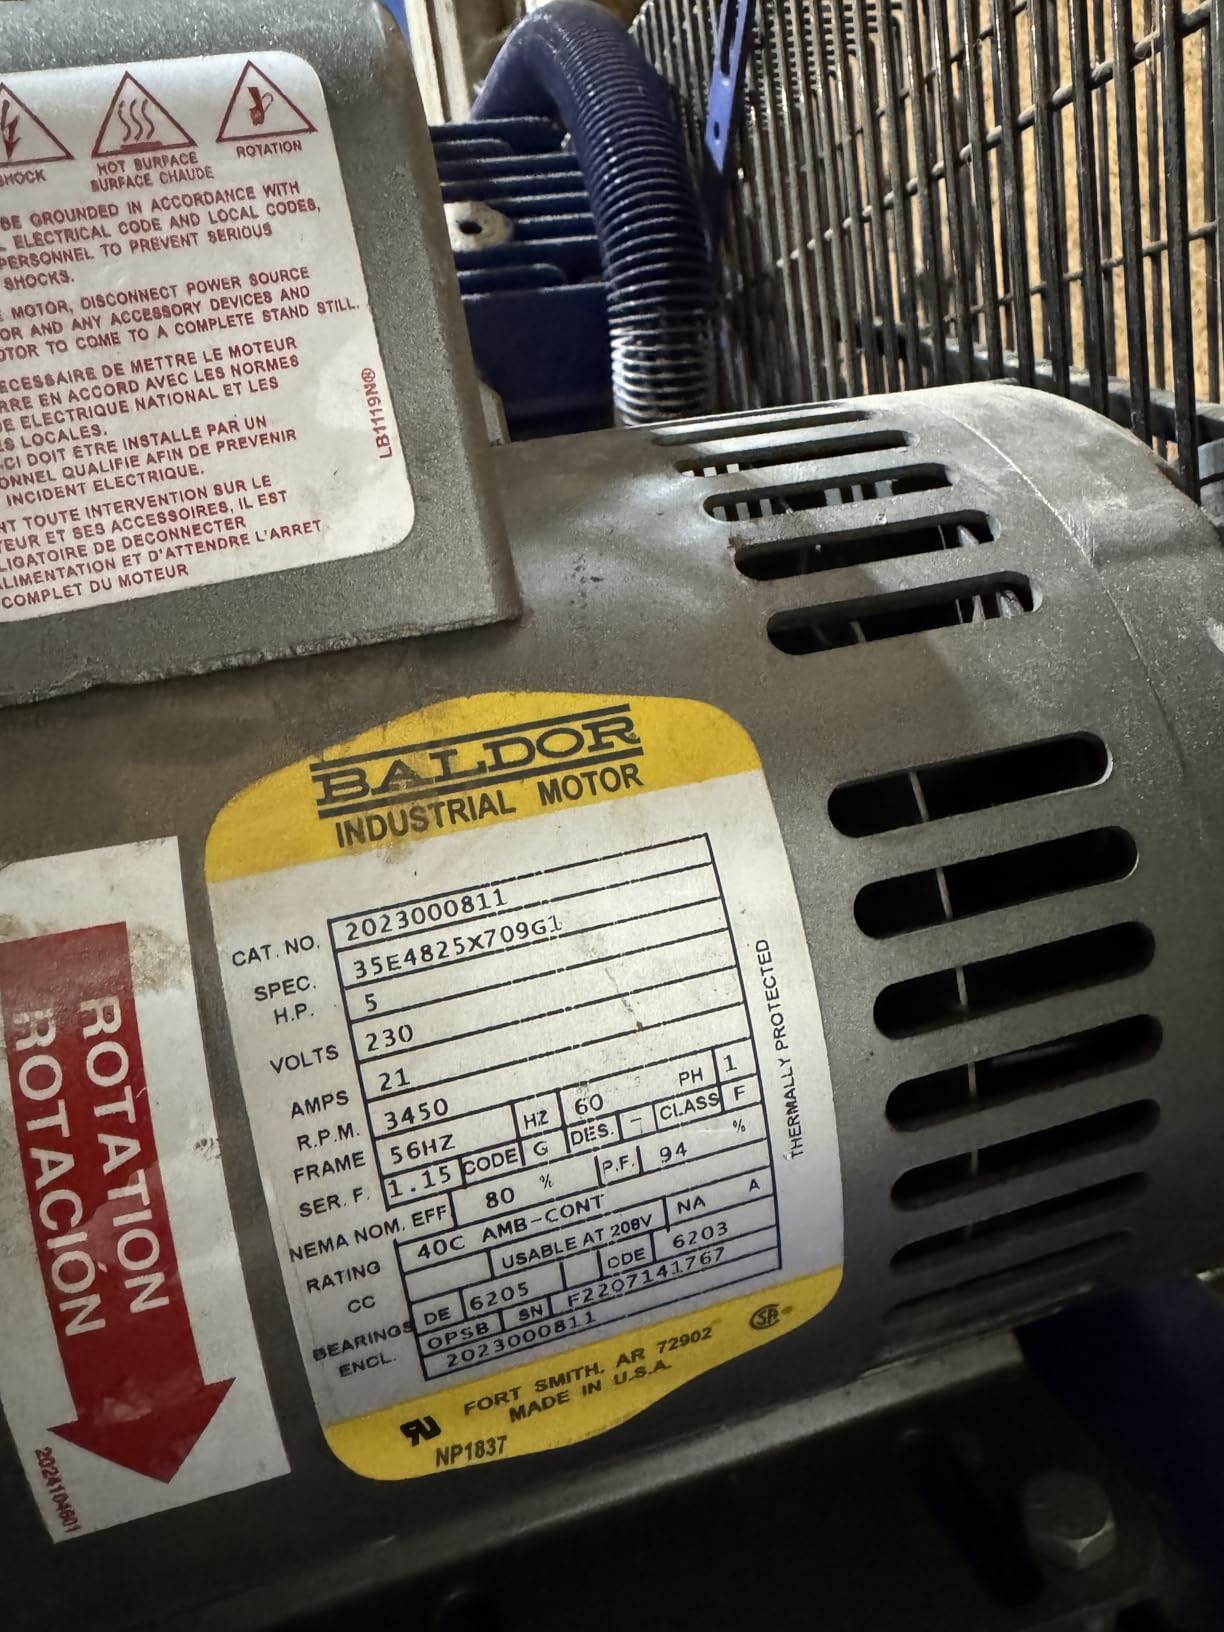 SHOCK
HOT SURFACE
SURFACE CHAUDE
ROTATION
BE GROUNDED IN ACCORDANCE WITH
ELECTRICAL CODE AND LOCAL CODES,
PERSONNEL TO PREVENT SERIOUS
SHOCKS.
MOTOR, DISCONNECT POWER SOURCE
OR AND ANY ACCESSORY DEVICES AND
OTOR TO COME TO A COMPLETE STAND STILL.
ECESSAIRE DE METTRE LE MOTEUR
RRE EN ACCORD AVEC LES NORMES
DE ELECTRIQUE NATIONAL ET LES
ES LOCALES.
-CI DOIT ETRE INSTALLE PAR UN
ONNEL QUALIFIE AFIN DE PREVENIR
INCIDENT ELECTRIQUE.
NT TOUTE INTERVENTION SUR LE
TEUR ET SES ACCESSOIRES, IL EST
LIGATOIRE DE DECONNECTER
ALIMENTATION ET D'ATTENDRE L'ARRET
COMPLET DU MOTEUR
LB1119N®
BALDOR
INDUSTRIAL MOTOR
CAT. NO. 2023000811
SPEC. 35E4825X709G1
H.P. 5
VOLTS 230
AMPS 21
R.P.M. 3450 HZ 60 PH 1
FRAME 56HZ CODE G DES. - CLASS F
SER. F. 1.15 P.F. 94 %
NEMA NOM. EFF 80 %
RATING 40C AMB-CONT
CC USABLE AT 208V NA A
BEARINGS DE 6205 ODE 6203
ENCL. OPSB SN F2207141767
2023000811
THERMALLY PROTECTED
FORT SMITH, AR 72902
MADE IN U.S.A.
NP1837
ROTATION
ROTACIÓN
2024104601